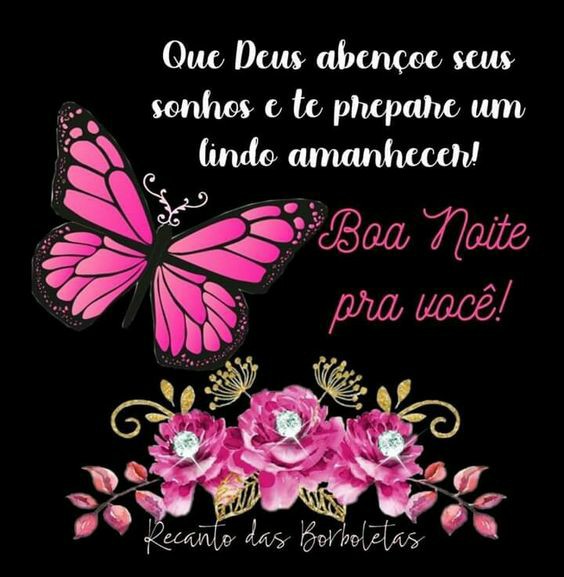 Que Deus abençoe seus
sonhos e te prepare um
lindo amanhecer!
Boa Noite
pra você!
Recanto das Borboletas